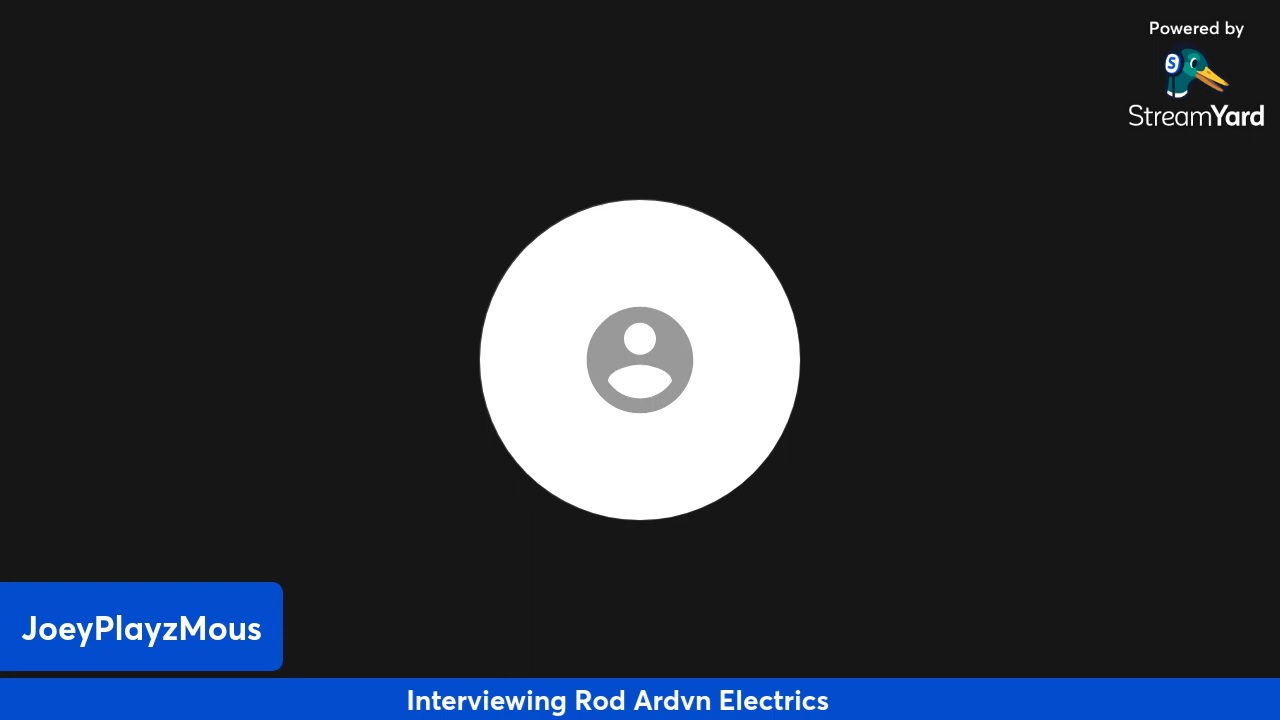 Powered by
S
StreamYard
JoeyPlayzMous
Interviewing Rod Ardvn Electrics